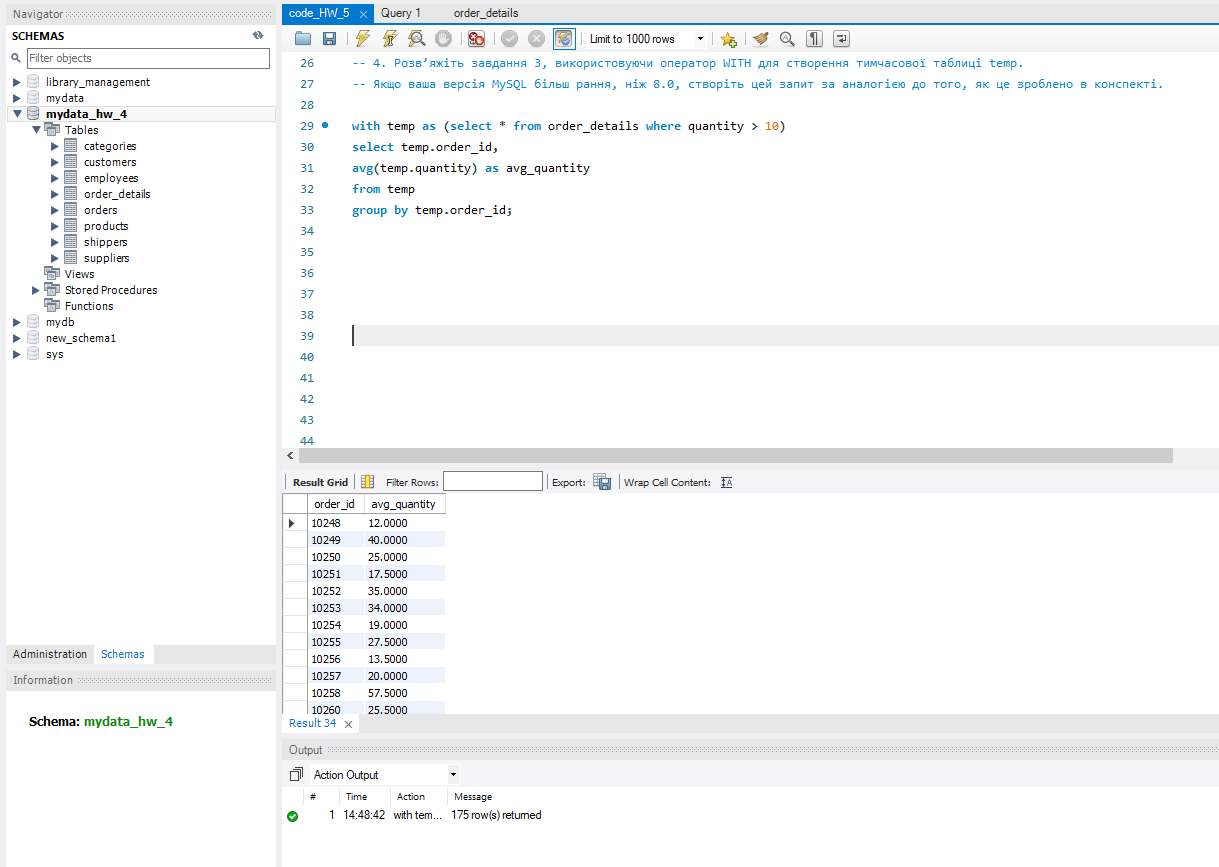 Navigator
SCHEMAS
Filter objects
library_management
mydata
mydata_hw_4
Tables
categories
customers
employees
order_details
orders
products
shippers
suppliers
Views
Stored Procedures
Functions
mydb
new_schema1
sys
Administration Schemas
Information
Schema: mydata_hw_4
code_HW_5 Query 1 order_details
Limit to 1000 rows
26 -- 4. Розв’яжіть завдання 3, використовуючи оператор WITH для створення тимчасової таблиці temp.
27 -- Якщо ваша версія MySQL більш рання, ніж 8.0, створіть цей запит за аналогією до того, як це зроблено в конспекті.
28
29 with temp as (select * from order_details where quantity > 10)
30 select temp.order_id,
31 avg(temp.quantity) as avg_quantity
32 from temp
33 group by temp.order_id;
34
35
36
37
38
39
40
41
42
43
44
Result Grid Filter Rows: Export: Wrap Cell Content:
order_id avg_quantity
10248 12.0000
10249 40.0000
10250 25.0000
10251 17.5000
10252 35.0000
10253 34.0000
10254 19.0000
10255 27.5000
10256 13.5000
10257 20.0000
10258 57.5000
10260 25.5000
Result 34
Output
Action Output
# Time Action Message
1 14:48:42 with tem... 175 row(s) returned